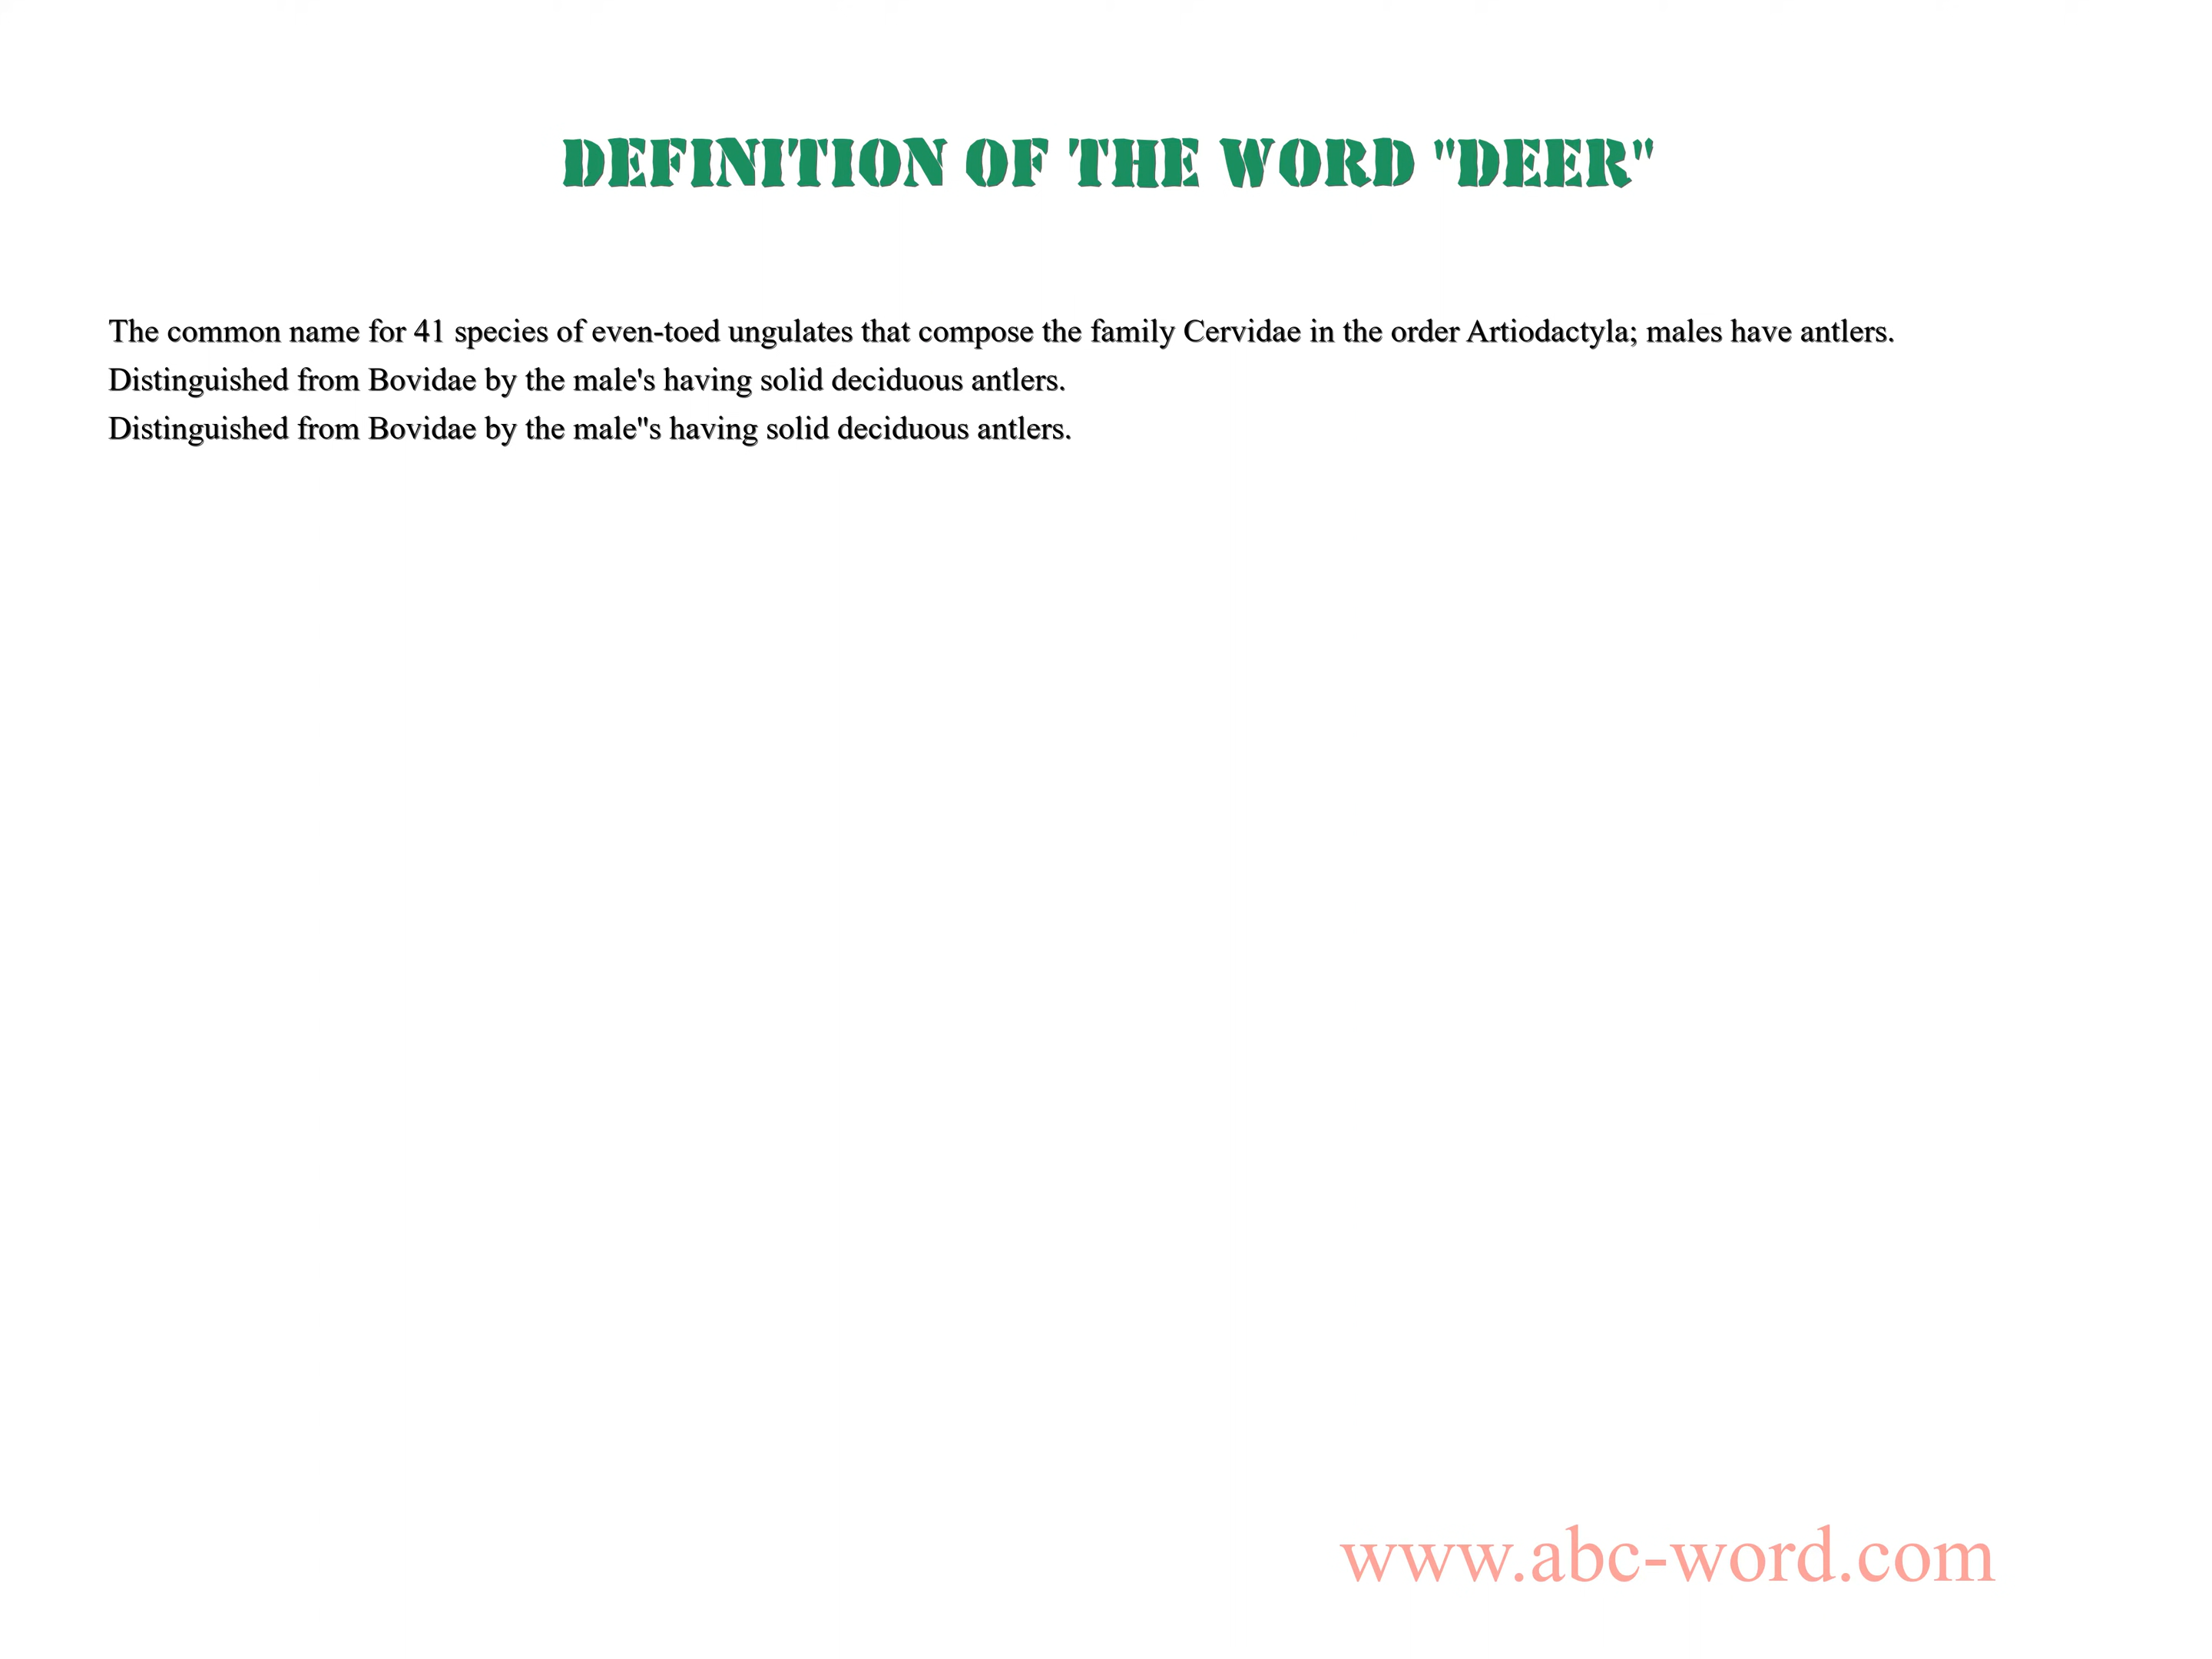 DEFINITION OF THE WORD "DEER"
The common name for 41 species of even-toed ungulates that compose the family Cervidae in the order Artiodactyla; males have antlers.
Distinguished from Bovidae by the male's having solid deciduous antlers.
Distinguished from Bovidae by the male''s having solid deciduous antlers.
www.abc-word.com